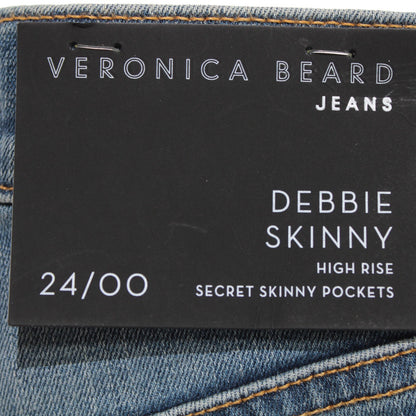 VERONICA BEARD
JEANS
DEBBIE
SKINNY
HIGH RISE
24/00
SECRET SKINNY POCKETS